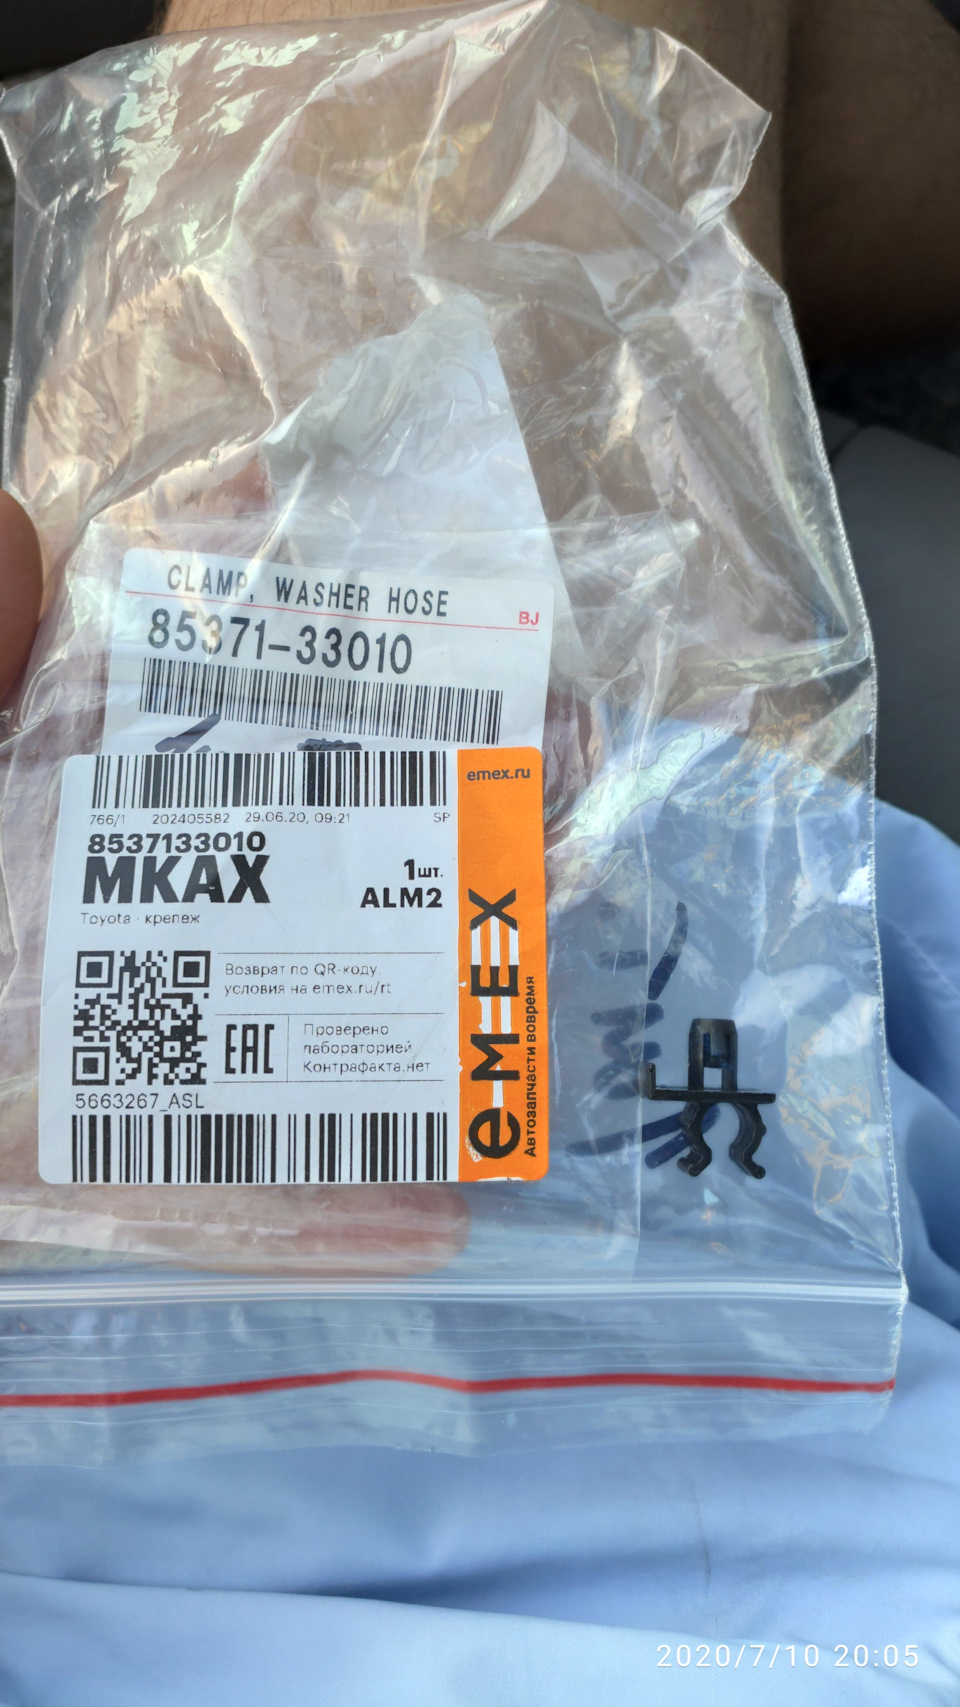 CLAMP, WASHER HOSE
BJ
85371-33010
emex.ru
766/1 202405582 29.06.20, 09:21 SP
8537133010
MKAX
1шт.
ALM2
Toyota · крепеж
Возврат по QR-коду,
условия на emex.ru/rt
EAC
Проверено
лабораторией
Контрафакта.нет
5663267_ASL
e-M-EX
Автозапчасти вовремя
2020/7/10 20:05